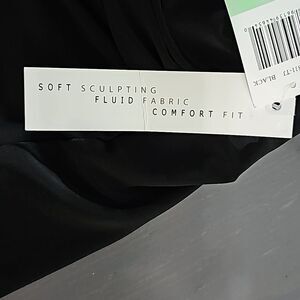 SOFT SCULPTING
FLUID FABRIC
COMFORT FIT
BLACK